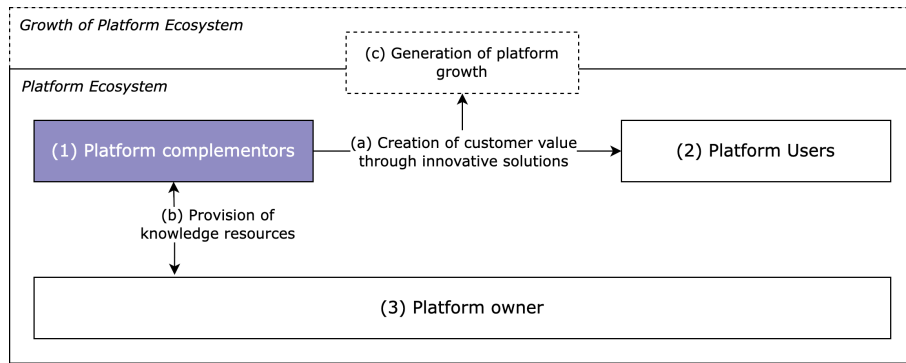 Growth of Platform Ecosystem
(c) Generation of platform
growth
Platform Ecosystem
(1) Platform complementors
(a) Creation of customer value
through innovative solutions
(2) Platform Users
(b) Provision of
knowledge resources
(3) Platform owner